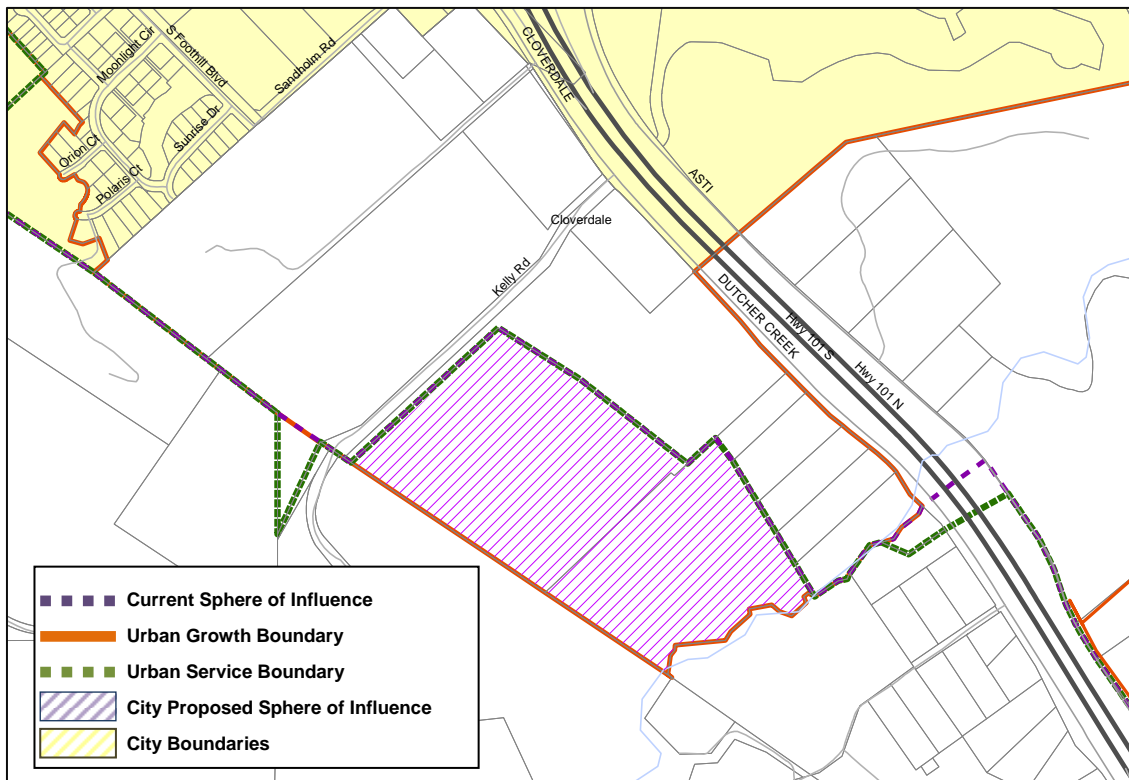 Moonlight Cir
S Foothill Blvd
Sandholm Rd
CLOVERDALE
Orion Ct
Sunrise Dr
Polaris Ct
ASTI
Cloverdale
Kelly Rd
DUTCHER CREEK
Hwy 101 S
Hwy 101 N
Current Sphere of Influence
Urban Growth Boundary
Urban Service Boundary
City Proposed Sphere of Influence
City Boundaries